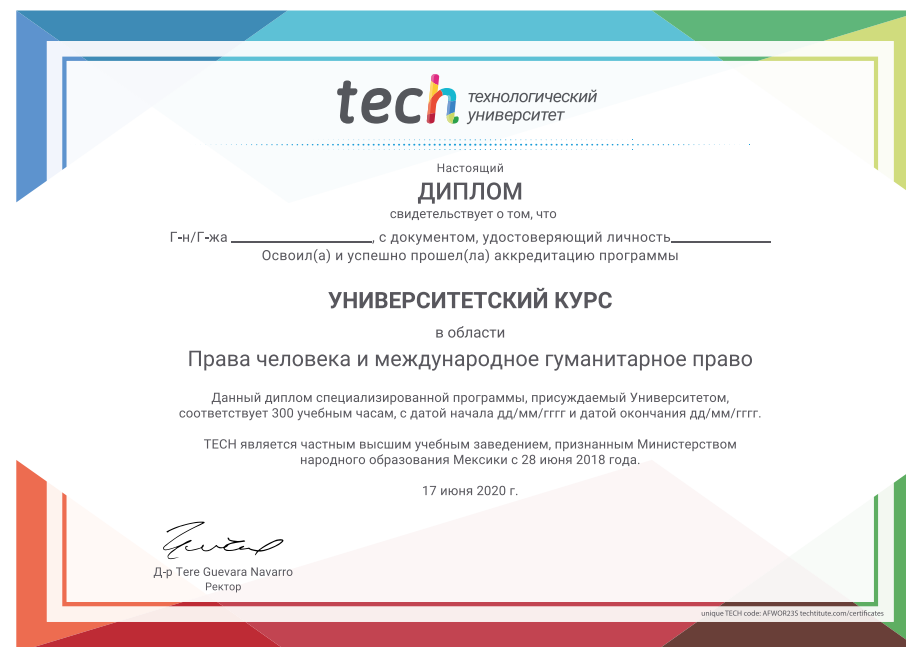 tech технологический
университет
Настоящий
ДИПЛОМ
свидетельствует о том, что
Г-н/Г-жа ____________________, с документом, удостоверяющий личность______________
Освоил(а) и успешно прошел(ла) аккредитацию программы
УНИВЕРСИТЕТСКИЙ КУРС
в области
Права человека и международное гуманитарное право
Данный диплом специализированной программы, присуждаемый Университетом,
соответствует 300 учебным часам, с датой начала дд/мм/гггг и датой окончания дд/мм/гггг.
TECH является частным высшим учебным заведением, признанным Министерством
народного образования Мексики с 28 июня 2018 года.
17 июня 2020 г.
Д-р Tere Guevara Navarro
Ректор
unique TECH code: AFWOR23S techtitute.com/certificates